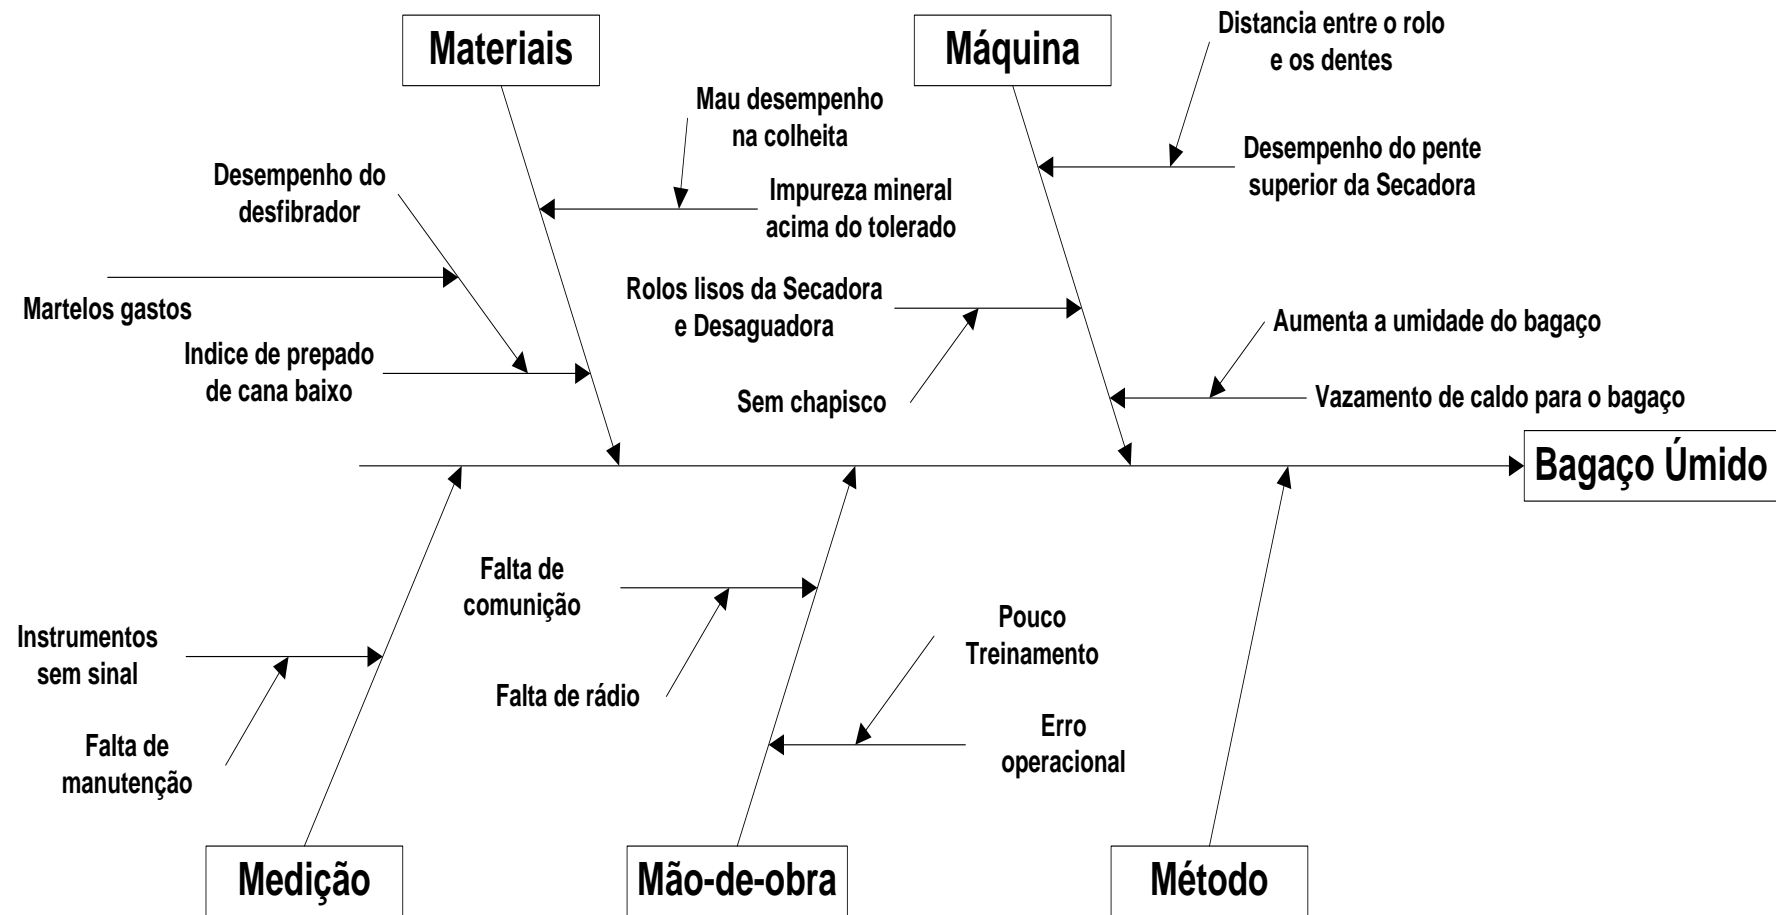 Materiais
Máquina
Distancia entre o rolo
e os dentes
Mau desempenho
na colheita
Desempenho do pente
superior da Secadora
Desempenho do
desfibrador
Impureza mineral
acima do tolerado
Martelos gastos
Rolos lisos da Secadora
e Desaguadora
Aumenta a umidade do bagaço
Indice de prepado
de cana baixo
Sem chapisco
Vazamento de caldo para o bagaço
Bagaço Úmido
Falta de
comunição
Pouco
Treinamento
Instrumentos
sem sinal
Falta de rádio
Erro
operacional
Falta de
manutenção
Medição
Mão-de-obra
Método